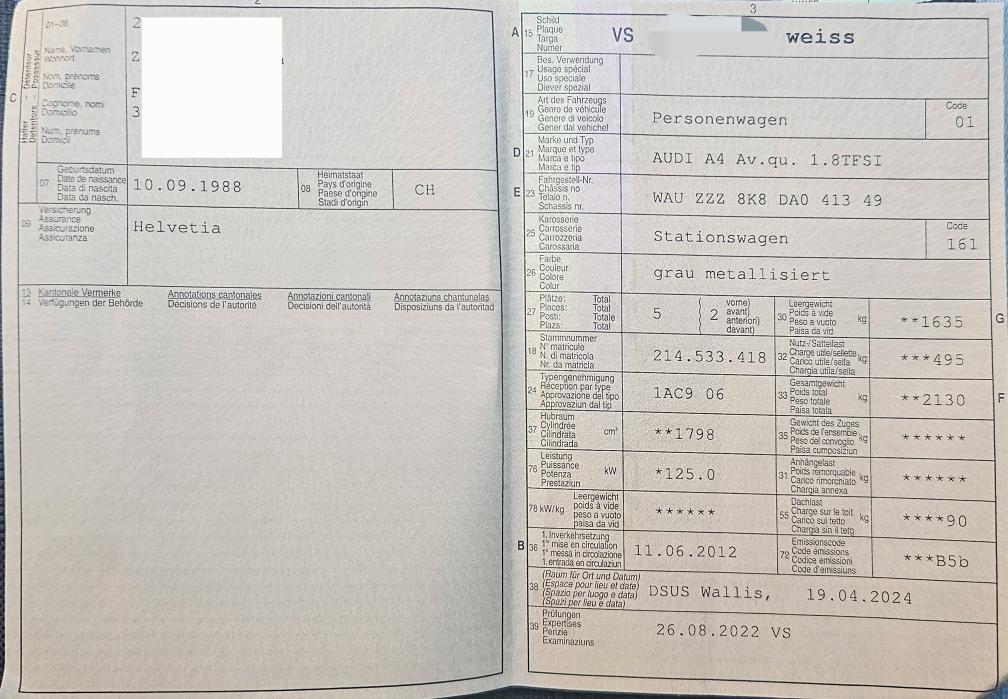 2
3
01-06
2
Name, Vornamen
Wohnort
Z
Nom, prénoms
Domicile
F
Cognome, nomi
Domicilio
3
Num, prenums
Domicil
C
Halter - Détenteur
Detentore - Possessur
07
Geburtsdatum
Date de naissance
Data di nascita
Data da nasch.
10.09.1988
08
Heimatstaat
Pays d'origine
Paese d'origine
Stadi d'origin
CH
09
Versicherung
Assurance
Assicurazione
Assicuranza
Helvetia
13
14
Kantonale Vermerke
Verfügungen der Behörde
Annotations cantonales
Décisions de l'autorité
Annotazioni cantonali
Decisioni dell'autorità
Annotaziuns chantunalas
Disposiziuns da l'autoritad
A 15
Schild
Plaque
Targa
Numer
VS
weiss
17
Bes. Verwendung
Usage spécial
Uso speciale
Diever spezial
19
Art des Fahrzeugs
Genre de véhicule
Genere di veicolo
Gener dal vehichel
Personenwagen
Code
01
D 21
Marke und Typ
Marque et type
Marca e tipo
Marca e tip
AUDI A4 Av.qu. 1.8TFSI
E 23
Fahrgestell-Nr.
Châssis no
Telaio n.
Schassis nr.
WAU ZZZ 8K8 DA0 413 49
25
Karosserie
Carrosserie
Carrozzeria
Carossaria
Stationswagen
Code
161
26
Farbe
Couleur
Colore
Colur
grau metallisiert
27
Plätze: Total
Places: Total
Posti: Totale
Plazs: Total
5
2
vorne)
avant)
anteriori)
davant)
30
Leergewicht
Poids à vide
Peso a vuoto
Paisa da vid
kg
**1635
G
18
Stammnummer
N° matricule
N. di matricola
Nr. da matricla
214.533.418
32
Nutz-/Sattellast
Charge utile/sellette
Carico utile/sella
Chargia utila/sella
kg
***495
24
Typengenehmigung
Réception par type
Approvazione del tipo
Approvaziun dal tip
1AC9 06
33
Gesamtgewicht
Poids total
Peso totale
Paisa totala
kg
**2130
F
37
Hubraum
Cylindrée
Cilindrata
Cilindrada
cm³
**1798
35
Gewicht des Zuges
Poids de l'ensemble
Peso del convoglio
Paisa cumposiziun
kg
******
76
Leistung
Puissance
Potenza
Prestaziun
kW
*125.0
31
Anhängelast
Poids remorquable
Carico rimorchiato
Chargia annexa
kg
******
78 kW/kg
Leergewicht
poids à vide
peso a vuoto
paisa da vid
******
55
Dachlast
Charge sur le toit
Carico sul tetto
Chargia sin il tetg
kg
****90
B 36
1. Inverkehrsetzung
1re mise en circulation
1a messa in circolazione
1. entrada en circulaziun
11.06.2012
72
Emissionscode
Code émissions
Codice emissioni
Code d'emissiuns
***B5b
38
(Raum für Ort und Datum)
(Espace pour lieu et date)
(Spazio per luogo e data)
(Spazi per lieu e data)
DSUS Wallis, 19.04.2024
39
Prüfungen
Expertises
Perizie
Examinaziuns
26.08.2022 VS